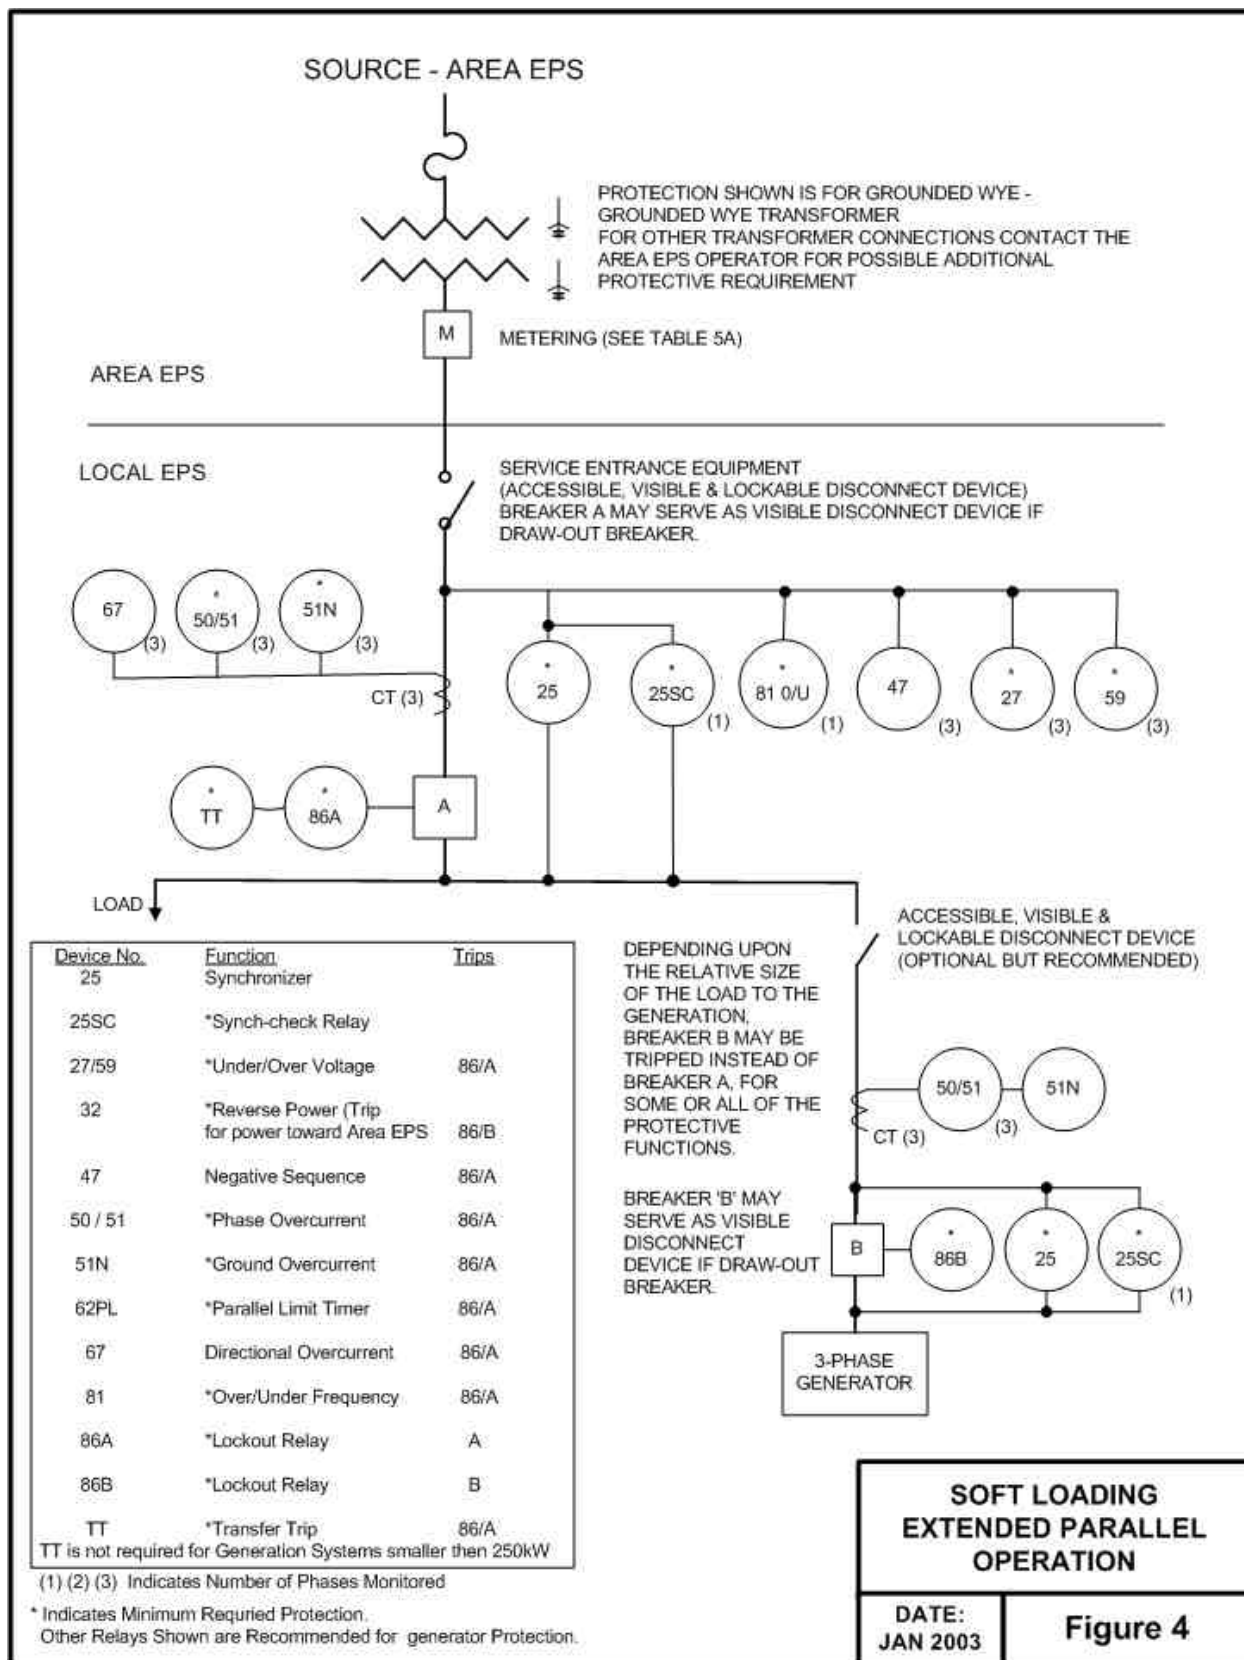 SOURCE - AREA EPS
PROTECTION SHOWN IS FOR GROUNDED WYE -
GROUNDED WYE TRANSFORMER
FOR OTHER TRANSFORMER CONNECTIONS CONTACT THE
AREA EPS OPERATOR FOR POSSIBLE ADDITIONAL
PROTECTIVE REQUIREMENT
M
METERING (SEE TABLE 5A)
AREA EPS
LOCAL EPS
SERVICE ENTRANCE EQUIPMENT
(ACCESSIBLE, VISIBLE & LOCKABLE DISCONNECT DEVICE)
BREAKER A MAY SERVE AS VISIBLE DISCONNECT DEVICE IF
DRAW-OUT BREAKER.
67 (3)
* 50/51 (3)
* 51N (3)
CT (3)
* 25
* 25SC (1)
* 81 0/U (1)
47 (3)
* 27 (3)
* 59 (3)
* TT
* 86A
A
LOAD
ACCESSIBLE, VISIBLE &
LOCKABLE DISCONNECT DEVICE
(OPTIONAL BUT RECOMMENDED)
DEPENDING UPON
THE RELATIVE SIZE
OF THE LOAD TO THE
GENERATION,
BREAKER B MAY BE
TRIPPED INSTEAD OF
BREAKER A, FOR
SOME OR ALL OF THE
PROTECTIVE
FUNCTIONS.
BREAKER 'B' MAY
SERVE AS VISIBLE
DISCONNECT
DEVICE IF DRAW-OUT
BREAKER.
50/51 (3)
51N
CT (3)
B
* 86B
* 25
* 25SC (1)
3-PHASE
GENERATOR
Device No. Function Trips
25 Synchronizer
25SC *Synch-check Relay
27/59 *Under/Over Voltage 86/A
32 *Reverse Power (Trip
for power toward Area EPS 86/B
47 Negative Sequence 86/A
50 / 51 *Phase Overcurrent 86/A
51N *Ground Overcurrent 86/A
62PL *Parallel Limit Timer 86/A
67 Directional Overcurrent 86/A
81 *Over/Under Frequency 86/A
86A *Lockout Relay A
86B *Lockout Relay B
TT *Transfer Trip 86/A
TT is not required for Generation Systems smaller then 250kW
(1) (2) (3) Indicates Number of Phases Monitored
* Indicates Minimum Requried Protection.
Other Relays Shown are Recommended for generator Protection.
SOFT LOADING
EXTENDED PARALLEL
OPERATION
DATE:
JAN 2003
Figure 4